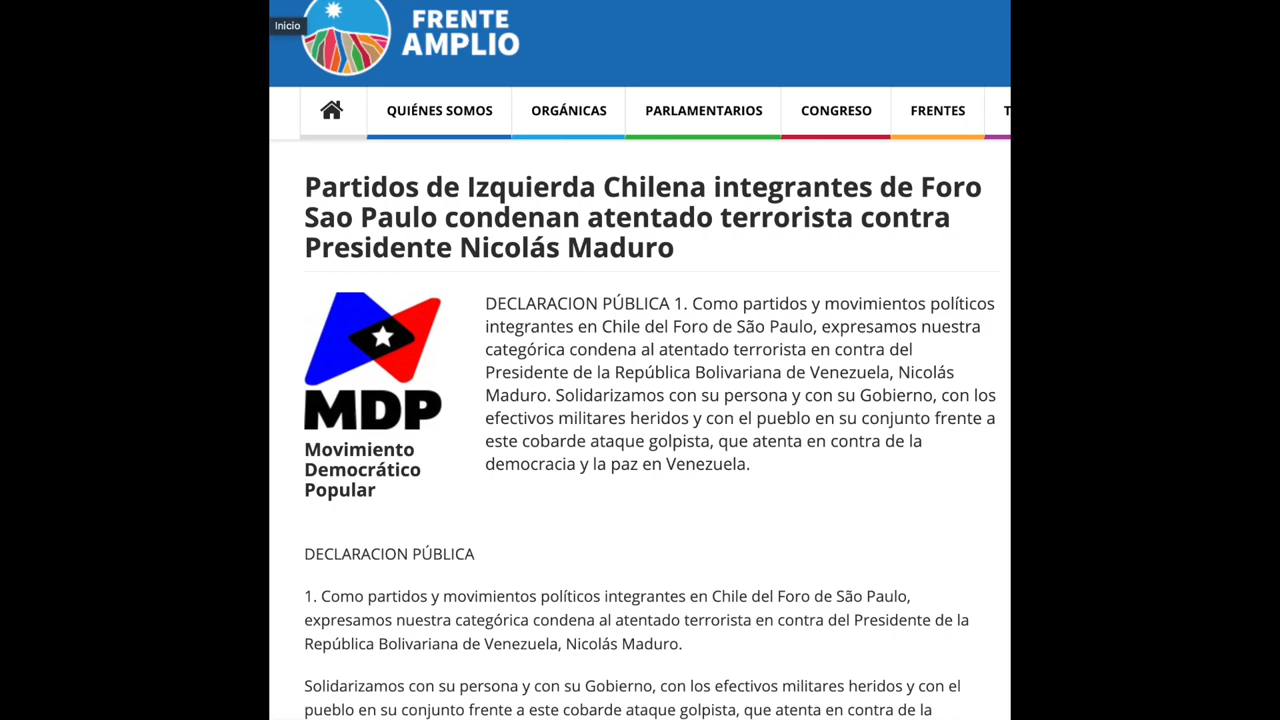 Inicio
FRENTE
AMPLIO
QUIÉNES SOMOS
ORGÁNICAS
PARLAMENTARIOS
CONGRESO
FRENTES
T
Partidos de Izquierda Chilena integrantes de Foro
Sao Paulo condenan atentado terrorista contra
Presidente Nicolás Maduro
MDP
Movimiento
Democrático
Popular
DECLARACION PÚBLICA 1. Como partidos y movimientos políticos
integrantes en Chile del Foro de São Paulo, expresamos nuestra
categórica condena al atentado terrorista en contra del
Presidente de la República Bolivariana de Venezuela, Nicolás
Maduro. Solidarizamos con su persona y con su Gobierno, con los
efectivos militares heridos y con el pueblo en su conjunto frente a
este cobarde ataque golpista, que atenta en contra de la
democracia y la paz en Venezuela.
DECLARACION PÚBLICA
1. Como partidos y movimientos políticos integrantes en Chile del Foro de São Paulo,
expresamos nuestra categórica condena al atentado terrorista en contra del Presidente de la
República Bolivariana de Venezuela, Nicolás Maduro.
Solidarizamos con su persona y con su Gobierno, con los efectivos militares heridos y con el
pueblo en su conjunto frente a este cobarde ataque golpista, que atenta en contra de la